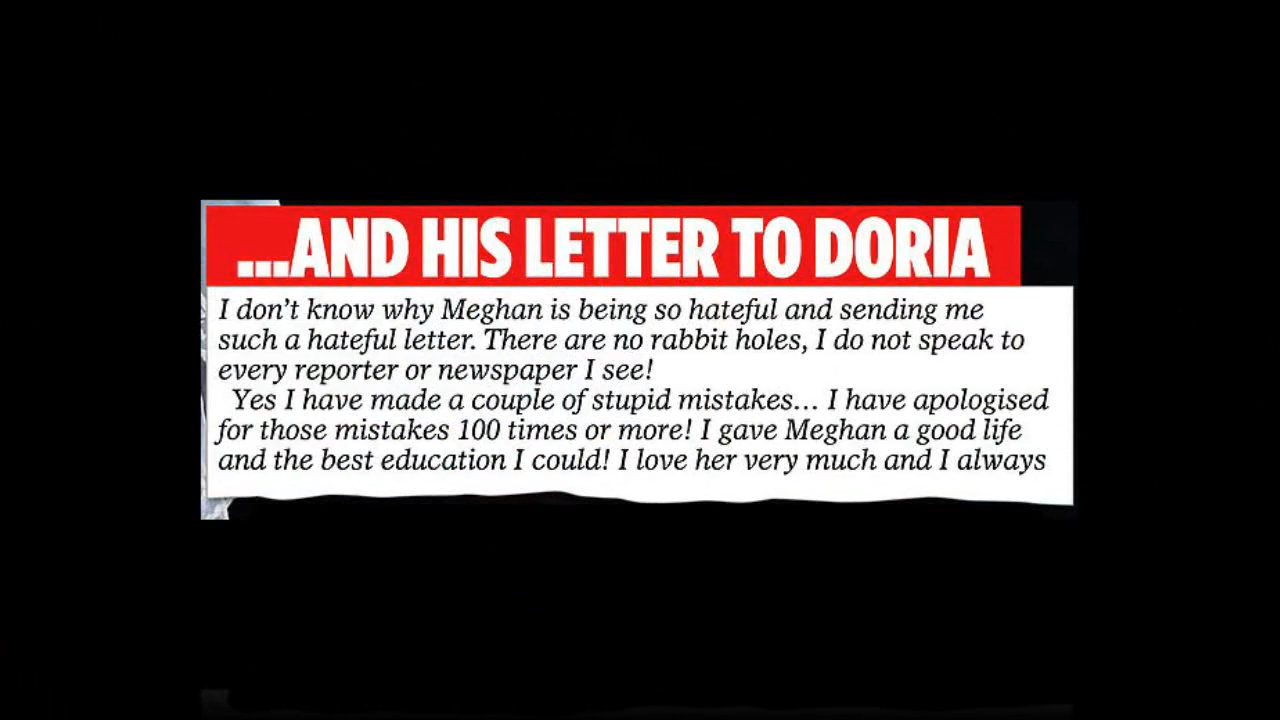 ...AND HIS LETTER TO DORIA
I don’t know why Meghan is being so hateful and sending me
such a hateful letter. There are no rabbit holes, I do not speak to
every reporter or newspaper I see!
Yes I have made a couple of stupid mistakes... I have apologised
for those mistakes 100 times or more! I gave Meghan a good life
and the best education I could! I love her very much and I always